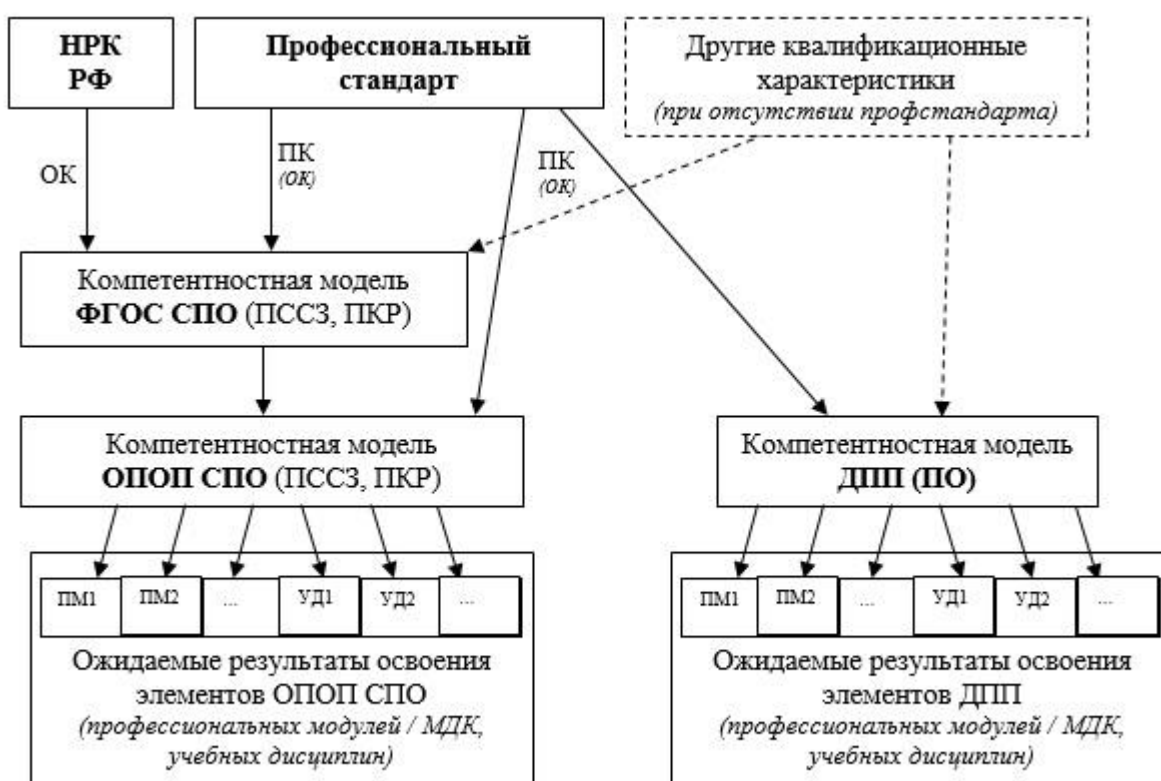 НРК
РФ
Профессиональный
стандарт
Другие квалификационные
характеристики
(при отсутствии профстандарта)
ОК
ПК
(ОК)
ПК
(ОК)
Компетентностная модель
ФГОС СПО (ПССЗ, ПКР)
Компетентностная модель
ОПОП СПО (ПССЗ, ПКР)
Компетентностная модель
ДПП (ПО)
ПМ1 ПМ2 ... УД1 УД2 ...
Ожидаемые результаты освоения
элементов ОПОП СПО
(профессиональных модулей / МДК,
учебных дисциплин)
ПМ1 ПМ2 ... УД1 УД2 ...
Ожидаемые результаты освоения
элементов ДПП
(профессиональных модулей / МДК,
учебных дисциплин)